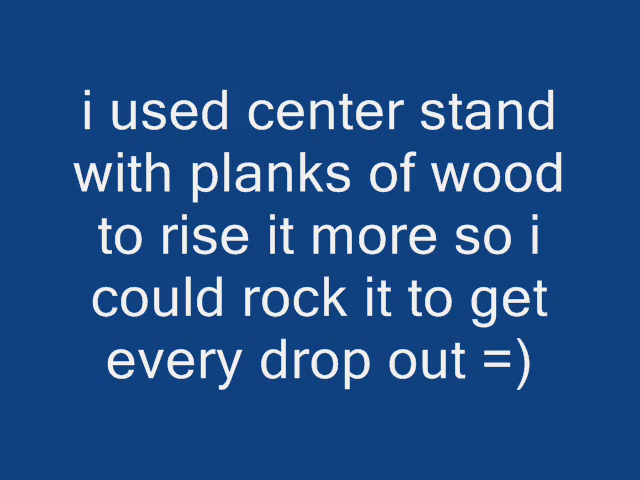 i used center stand
with planks of wood
to rise it more so i
could rock it to get
every drop out =)